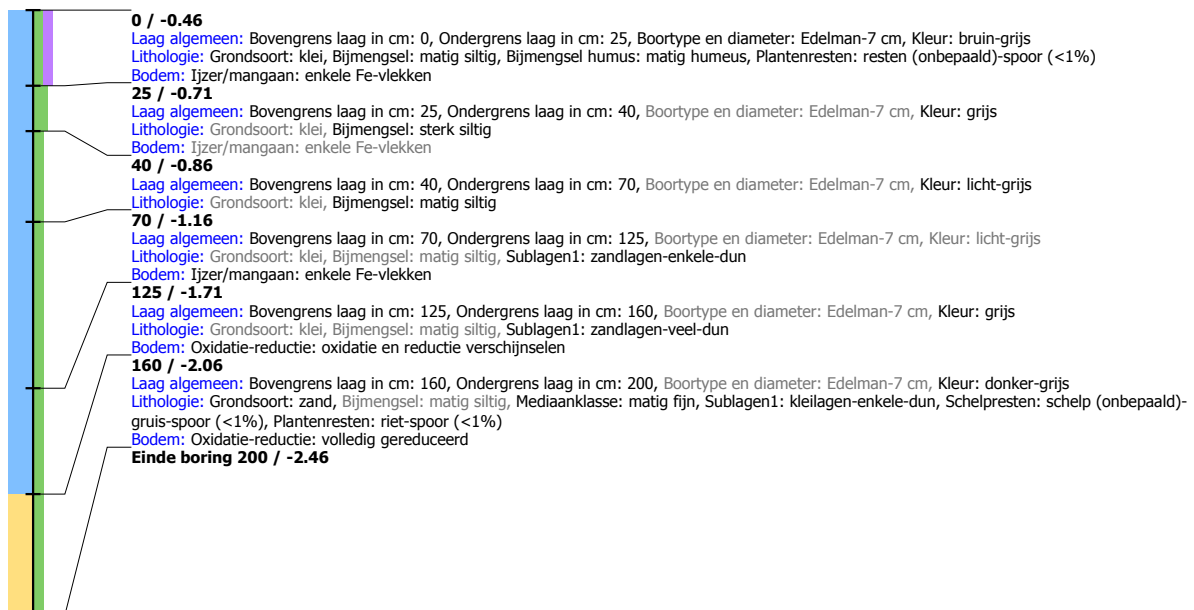 0 / -0.46
Laag algemeen: Bovengrens laag in cm: 0, Ondergrens laag in cm: 25, Boortype en diameter: Edelman-7 cm, Kleur: bruin-grijs
Lithologie: Grondsoort: klei, Bijmengsel: matig siltig, Bijmengsel humus: matig humeus, Plantenresten: resten (onbepaald)-spoor (<1%)
Bodem: Ijzer/mangaan: enkele Fe-vlekken
25 / -0.71
Laag algemeen: Bovengrens laag in cm: 25, Ondergrens laag in cm: 40, Boortype en diameter: Edelman-7 cm, Kleur: grijs
Lithologie: Grondsoort: klei, Bijmengsel: sterk siltig
Bodem: Ijzer/mangaan: enkele Fe-vlekken
40 / -0.86
Laag algemeen: Bovengrens laag in cm: 40, Ondergrens laag in cm: 70, Boortype en diameter: Edelman-7 cm, Kleur: licht-grijs
Lithologie: Grondsoort: klei, Bijmengsel: matig siltig
70 / -1.16
Laag algemeen: Bovengrens laag in cm: 70, Ondergrens laag in cm: 125, Boortype en diameter: Edelman-7 cm, Kleur: licht-grijs
Lithologie: Grondsoort: klei, Bijmengsel: matig siltig, Sublagen1: zandlagen-enkele-dun
Bodem: Ijzer/mangaan: enkele Fe-vlekken
125 / -1.71
Laag algemeen: Bovengrens laag in cm: 125, Ondergrens laag in cm: 160, Boortype en diameter: Edelman-7 cm, Kleur: grijs
Lithologie: Grondsoort: klei, Bijmengsel: matig siltig, Sublagen1: zandlagen-veel-dun
Bodem: Oxidatie-reductie: oxidatie en reductie verschijnselen
160 / -2.06
Laag algemeen: Bovengrens laag in cm: 160, Ondergrens laag in cm: 200, Boortype en diameter: Edelman-7 cm, Kleur: donker-grijs
Lithologie: Grondsoort: zand, Bijmengsel: matig siltig, Mediaanklasse: matig fijn, Sublagen1: kleilagen-enkele-dun, Schelpresten: schelp (onbepaald)-
gruis-spoor (<1%), Plantenresten: riet-spoor (<1%)
Bodem: Oxidatie-reductie: volledig gereduceerd
Einde boring 200 / -2.46